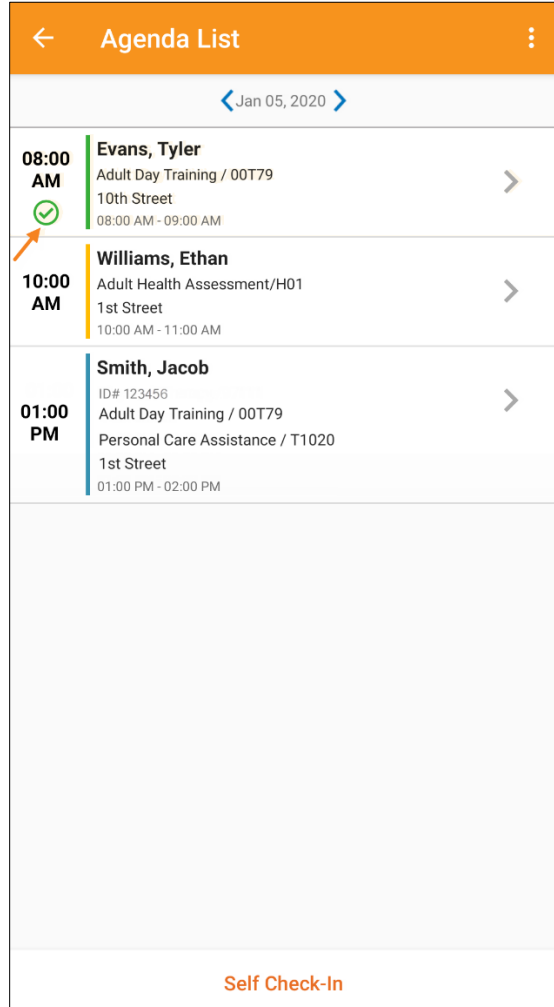 Agenda List
Jan 05, 2020
08:00
AM
Evans, Tyler
Adult Day Training / 00T79
10th Street
08:00 AM - 09:00 AM
10:00
AM
Williams, Ethan
Adult Health Assessment/H01
1st Street
10:00 AM - 11:00 AM
01:00
PM
Smith, Jacob
ID# 123456
Adult Day Training / 00T79
Personal Care Assistance / T1020
1st Street
01:00 PM - 02:00 PM
Self Check-In